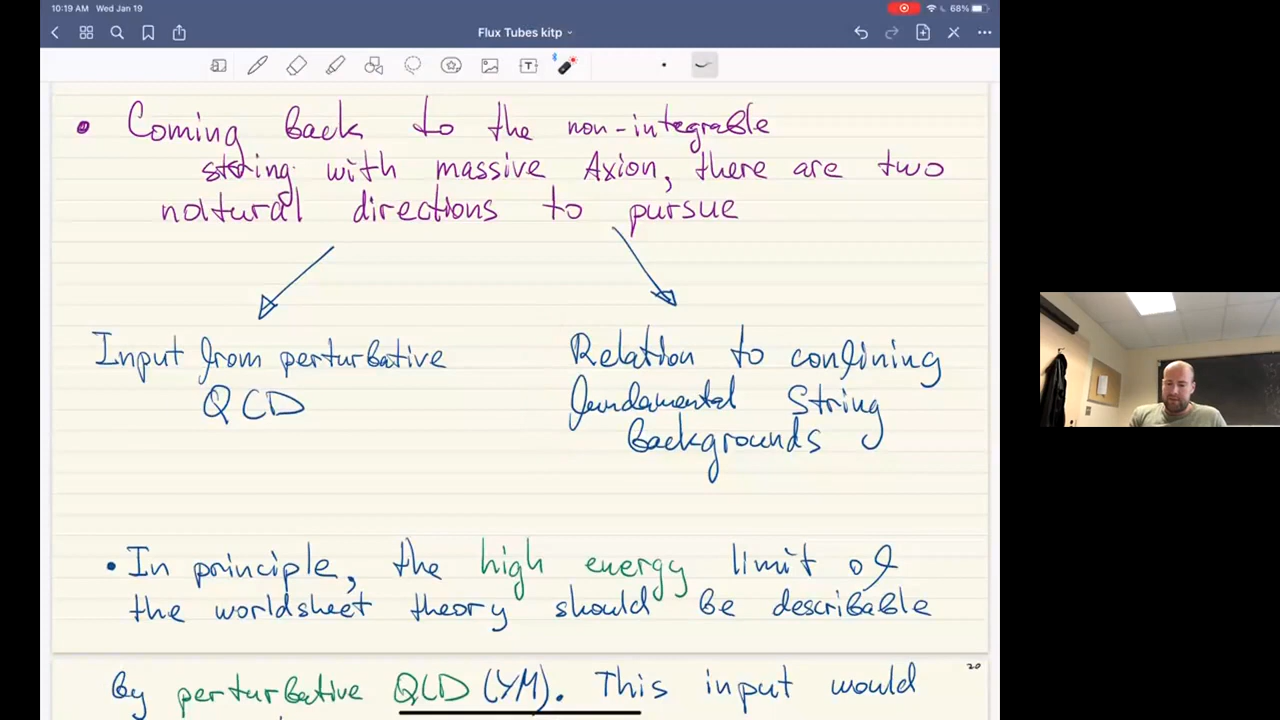 10:19 AM Wed Jan 19
68%
Flux Tubes kitp
• Coming back to the non-integrable
string with massive Axion, there are two
natural directions to pursue
Input from perturbative
QCD
Relation to confining
fundamental String
Backgrounds
• In principle, the high energy limit of
the worldsheet theory should be describable
20
by perturbative QCD (YM). This input would